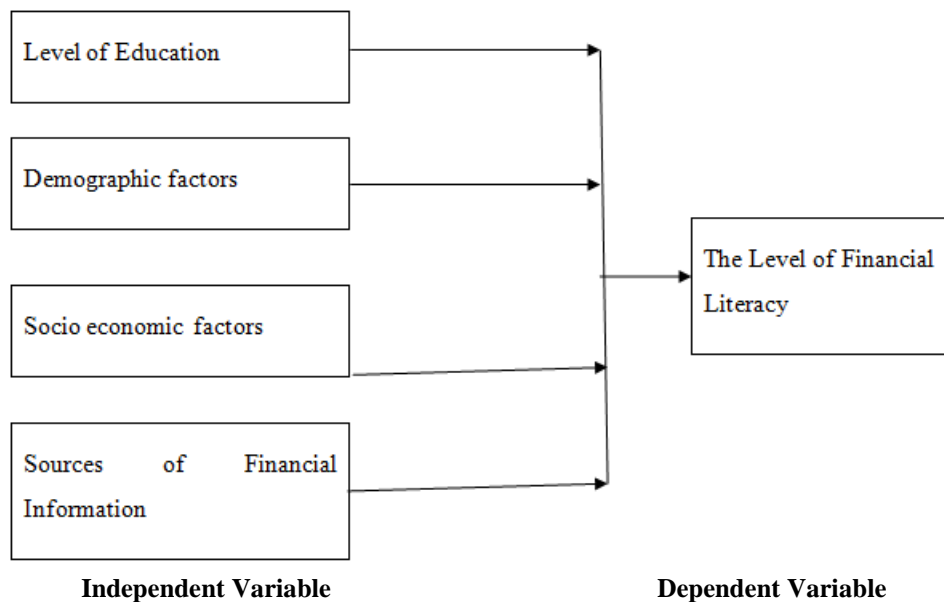 Level of Education
Demographic factors
Socio economic factors
Sources of Financial
Information
The Level of Financial
Literacy
Independent Variable
Dependent Variable